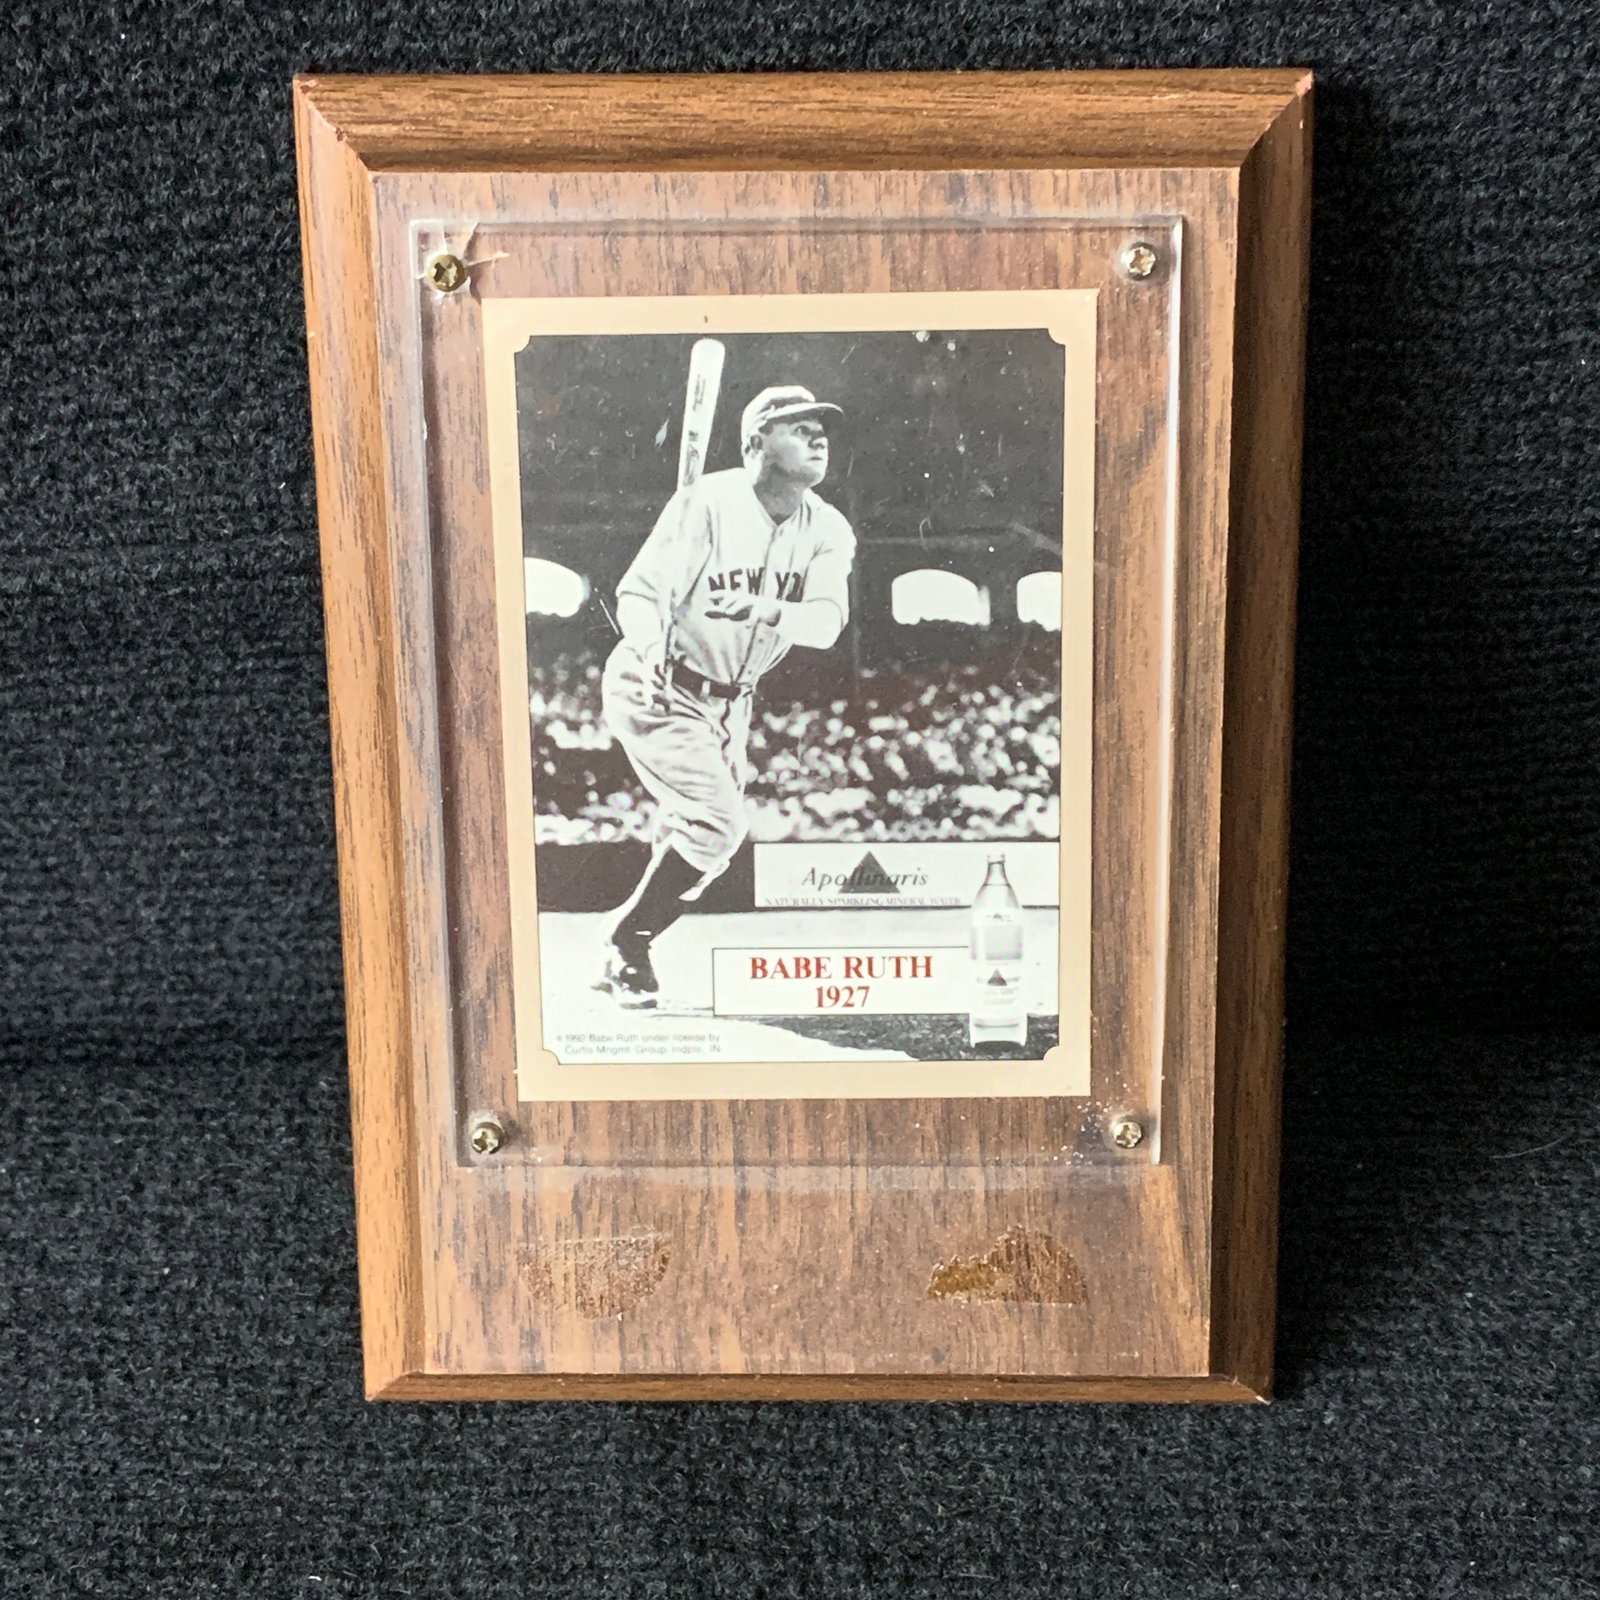 NEW YO
Apollinaris
NATURALLY SPARKLING MINERAL WATER
BABE RUTH
1927
© 1992 Babe Ruth under license by
Curtis Mngmt. Group, Indpls., IN